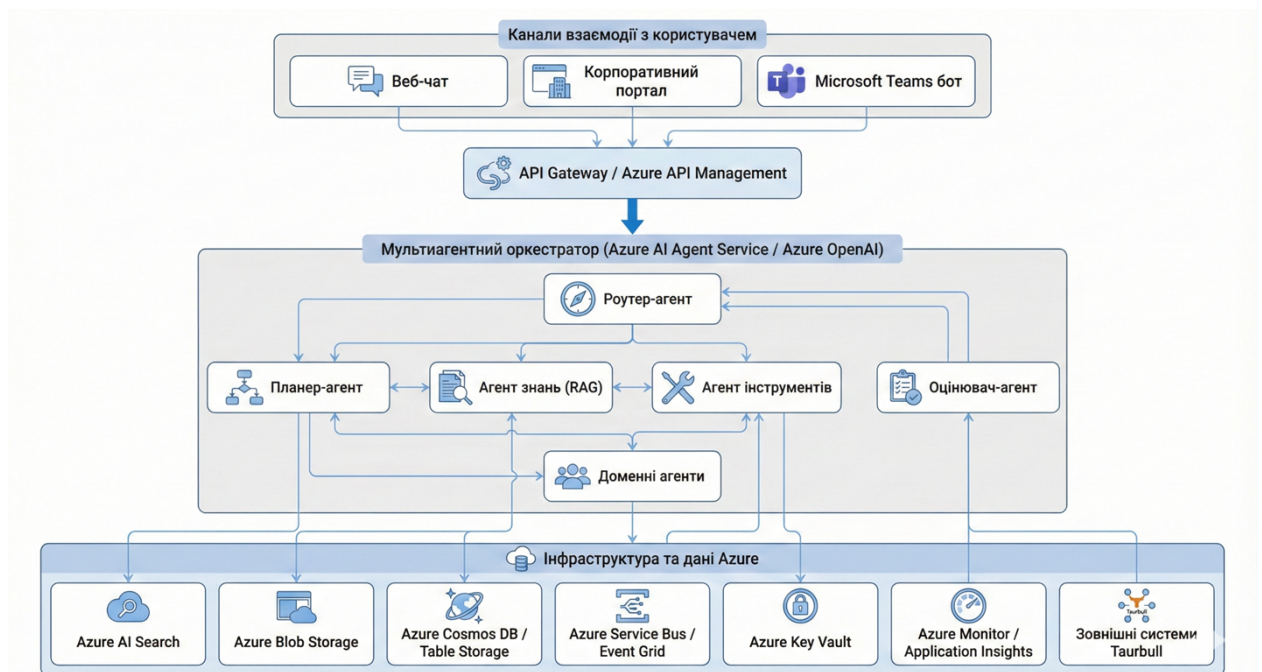 Канали взаємодії з користувачем
Веб-чат
Корпоративний
портал
Microsoft Teams бот
API Gateway / Azure API Management
Мультиагентний оркестратор (Azure AI Agent Service / Azure OpenAI)
Роутер-агент
Планер-агент
Агент знань (RAG)
Агент інструментів
Оцінювач-агент
Доменні агенти
Інфраструктура та дані Azure
Azure AI Search
Azure Blob Storage
Azure Cosmos DB /
Table Storage
Azure Service Bus /
Event Grid
Azure Key Vault
Azure Monitor /
Application Insights
Taurbull
Зовнішні системи
Taurbull